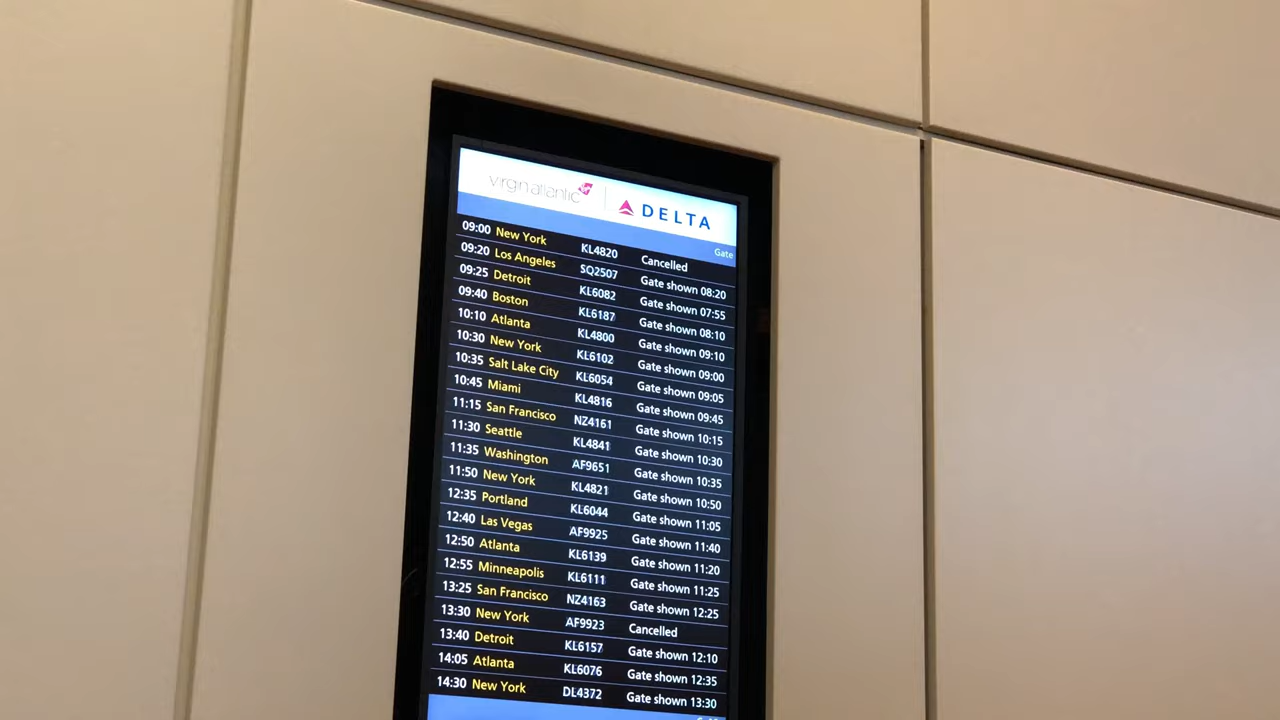 virgin atlantic DELTA
Gate
09:00 New York KL4820 Cancelled
09:20 Los Angeles SQ2507 Gate shown 08:20
09:25 Detroit KL6082 Gate shown 07:55
09:40 Boston KL6187 Gate shown 08:10
10:10 Atlanta KL4800 Gate shown 09:10
10:30 New York KL6102 Gate shown 09:00
10:35 Salt Lake City KL6054 Gate shown 09:05
10:45 Miami KL4816 Gate shown 09:45
11:15 San Francisco NZ4161 Gate shown 10:15
11:30 Seattle KL4841 Gate shown 10:30
11:35 Washington AF9651 Gate shown 10:35
11:50 New York KL4821 Gate shown 10:50
12:35 Portland KL6044 Gate shown 11:05
12:40 Las Vegas AF9925 Gate shown 11:40
12:50 Atlanta KL6139 Gate shown 11:20
12:55 Minneapolis KL6111 Gate shown 11:25
13:25 San Francisco NZ4163 Gate shown 12:25
13:30 New York AF9923 Cancelled
13:40 Detroit KL6157 Gate shown 12:10
14:05 Atlanta KL6076 Gate shown 12:35
14:30 New York DL4372 Gate shown 13:30